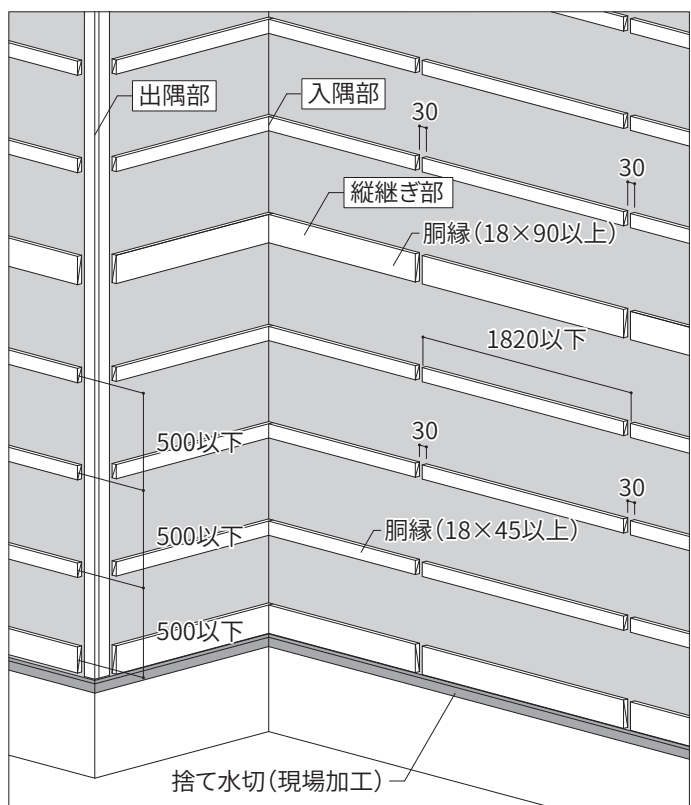 出隅部
入隅部
30
30
縦継ぎ部
胴縁(18×90以上)
1820以下
500以下
30
30
500以下
胴縁(18×45以上)
500以下
捨て水切(現場加工)